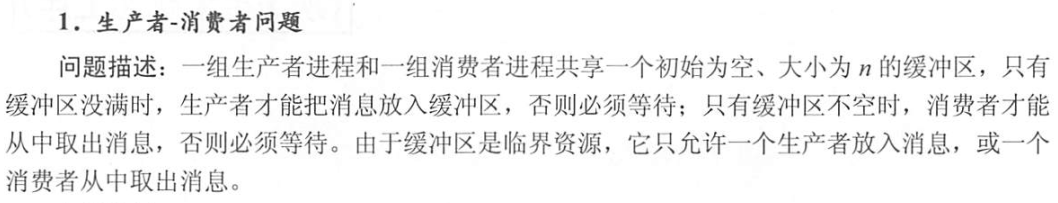 1. 生产者-消费者问题
问题描述：一组生产者进程和一组消费者进程共享一个初始为空、大小为 n 的缓冲区，只有
缓冲区没满时，生产者才能把消息放入缓冲区，否则必须等待；只有缓冲区不空时，消费者才能
从中取出消息，否则必须等待。由于缓冲区是临界资源，它只允许一个生产者放入消息，或一个
消费者从中取出消息。